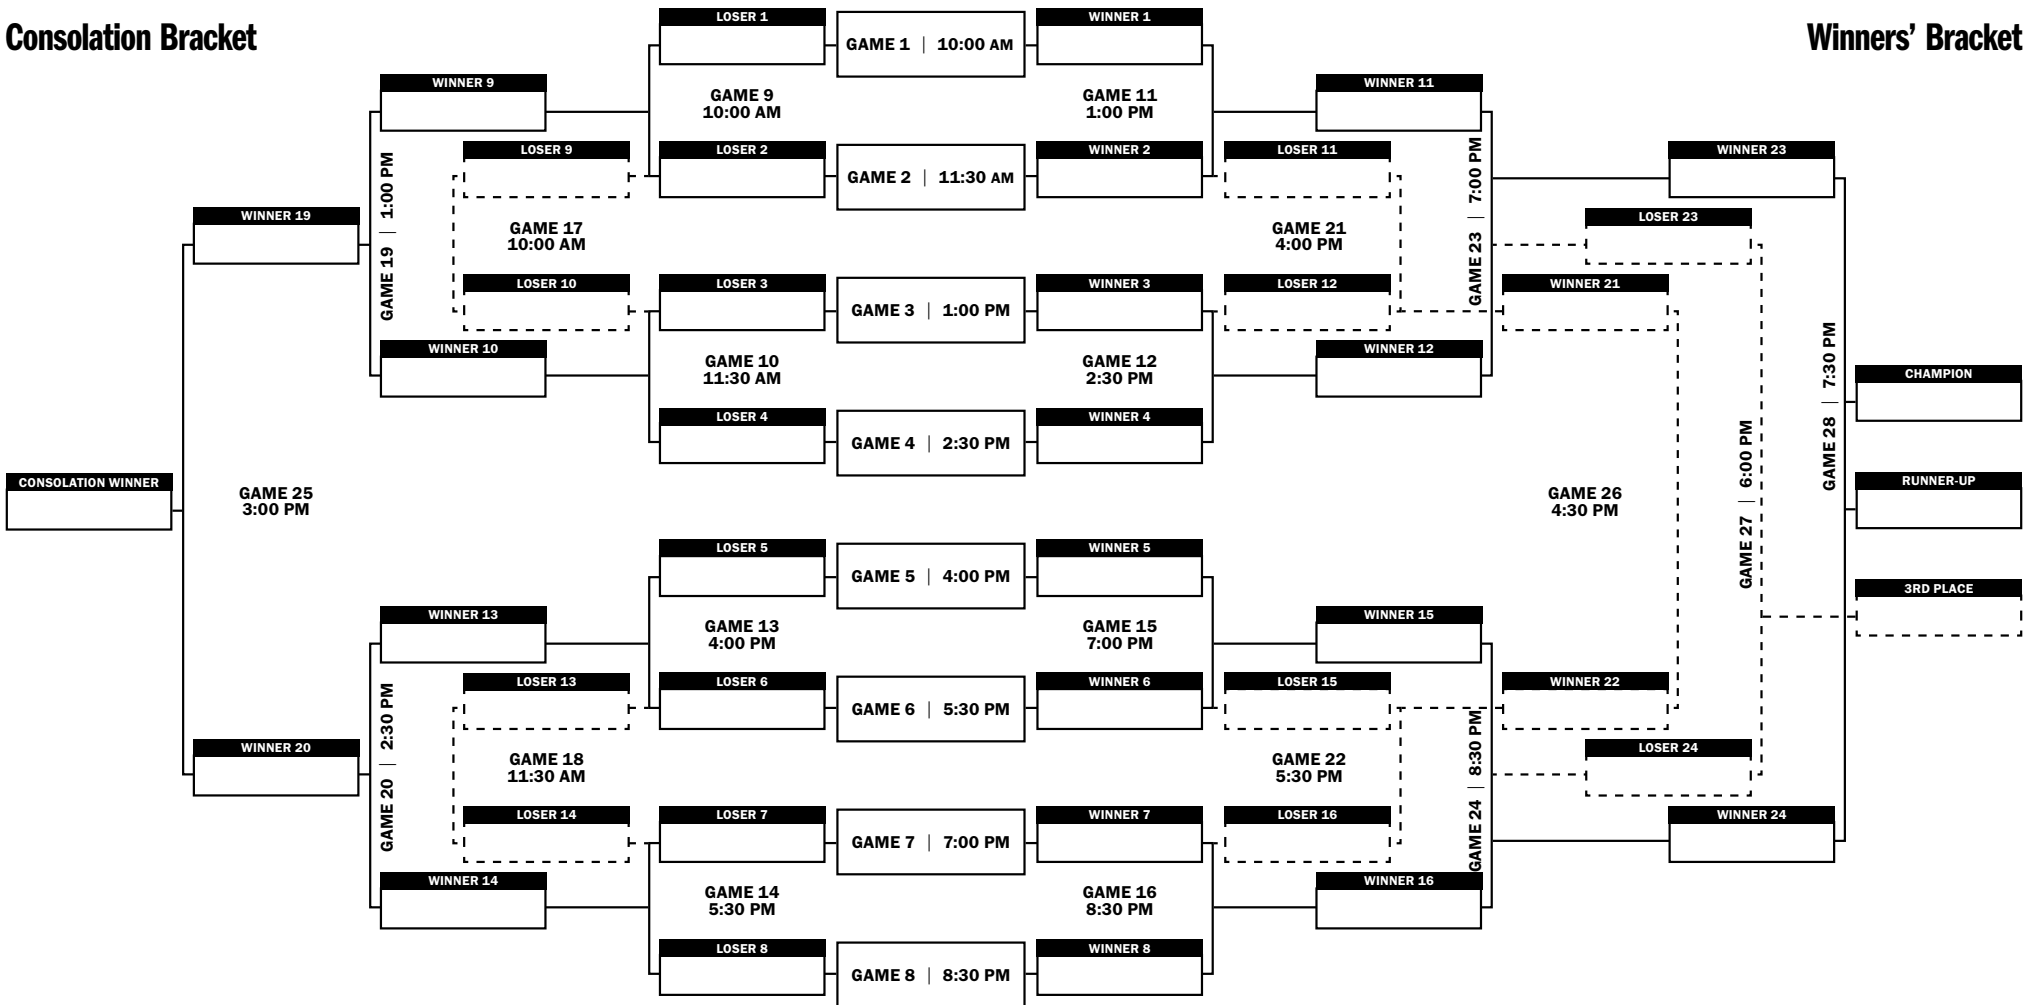 Consolation Bracket
Winners' Bracket
LOSER 1
GAME 1 | 10:00 AM
WINNER 1
WINNER 9
GAME 9
10:00 AM
GAME 11
1:00 PM
WINNER 11
LOSER 9
LOSER 2
GAME 2 | 11:30 AM
WINNER 2
LOSER 11
WINNER 23
GAME 19 | 1:00 PM
GAME 23 | 7:00 PM
WINNER 19
GAME 17
10:00 AM
GAME 21
4:00 PM
LOSER 23
LOSER 10
LOSER 3
GAME 3 | 1:00 PM
WINNER 3
LOSER 12
WINNER 21
WINNER 10
GAME 10
11:30 AM
GAME 12
2:30 PM
WINNER 12
GAME 28 | 7:30 PM
CHAMPION
LOSER 4
GAME 4 | 2:30 PM
WINNER 4
CONSOLATION WINNER
GAME 25
3:00 PM
GAME 26
4:30 PM
GAME 27 | 6:00 PM
RUNNER-UP
LOSER 5
GAME 5 | 4:00 PM
WINNER 5
3RD PLACE
WINNER 13
GAME 13
4:00 PM
GAME 15
7:00 PM
WINNER 15
LOSER 13
LOSER 6
GAME 6 | 5:30 PM
WINNER 6
LOSER 15
WINNER 22
GAME 20 | 2:30 PM
GAME 24 | 8:30 PM
WINNER 20
GAME 18
11:30 AM
GAME 22
5:30 PM
LOSER 24
LOSER 14
LOSER 7
GAME 7 | 7:00 PM
WINNER 7
LOSER 16
WINNER 24
WINNER 14
GAME 14
5:30 PM
GAME 16
8:30 PM
WINNER 16
LOSER 8
GAME 8 | 8:30 PM
WINNER 8